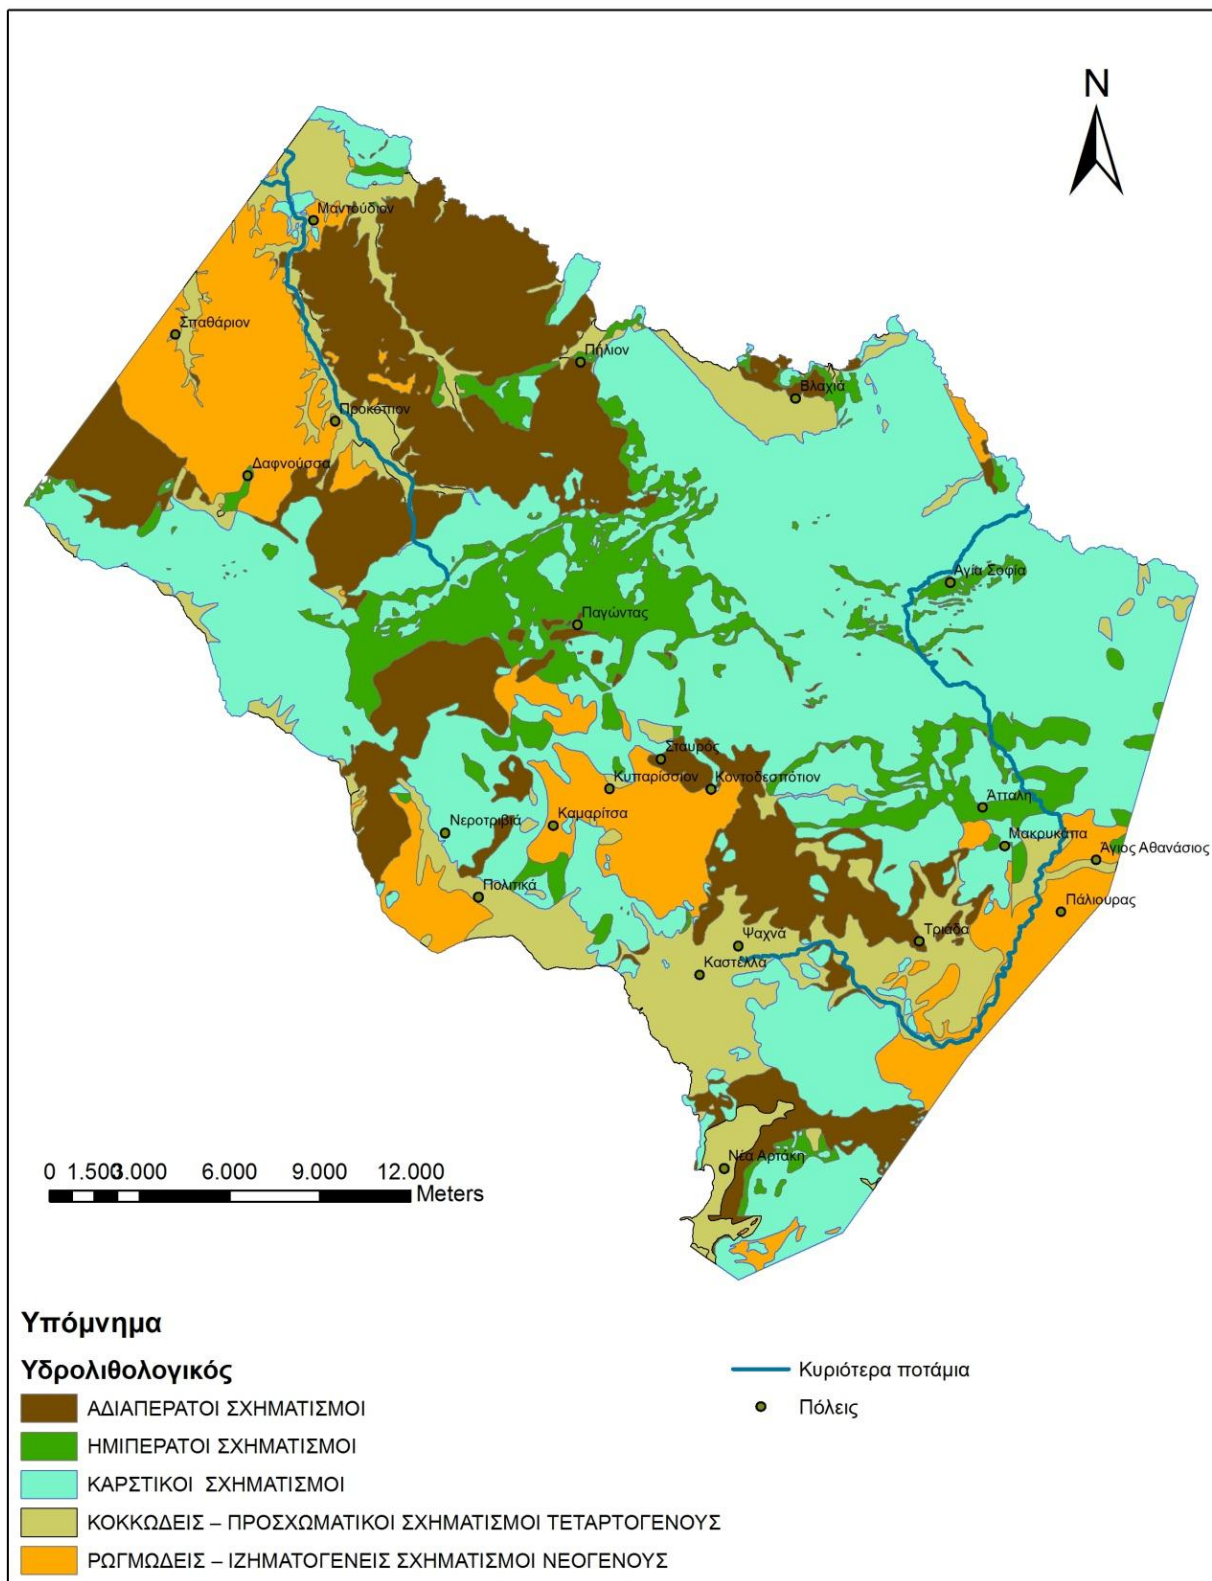 N
Μαντούδιον
Σπαθάριον
Πήλιον
Βλαχιά
Προκόπιον
Δαφνούσσα
Αγία Σοφία
Παγώντας
Σταυρός
Κυπαρίσσιον
Κοντοδεσπότιον
Άτταλη
Νεροτριβιά
Καμαρίτσα
Μακρυκάπα
Άγιος Αθανάσιος
Πολιτικά
Πάλιουρας
Ψαχνά
Τριάδα
Καστέλλα
Νέα Αρτάκη
0 1.500 3.000 6.000 9.000 12.000
Meters
Υπόμνημα
Υδρολιθολογικός
ΑΔΙΑΠΕΡΑΤΟΙ ΣΧΗΜΑΤΙΣΜΟΙ
ΗΜΙΠΕΡΑΤΟΙ ΣΧΗΜΑΤΙΣΜΟΙ
ΚΑΡΣΤΙΚΟΙ ΣΧΗΜΑΤΙΣΜΟΙ
ΚΟΚΚΩΔΕΙΣ – ΠΡΟΣΧΩΜΑΤΙΚΟΙ ΣΧΗΜΑΤΙΣΜΟΙ ΤΕΤΑΡΤΟΓΕΝΟΥΣ
ΡΩΓΜΩΔΕΙΣ – ΙΖΗΜΑΤΟΓΕΝΕΙΣ ΣΧΗΜΑΤΙΣΜΟΙ ΝΕΟΓΕΝΟΥΣ
Κυριότερα ποτάμια
Πόλεις